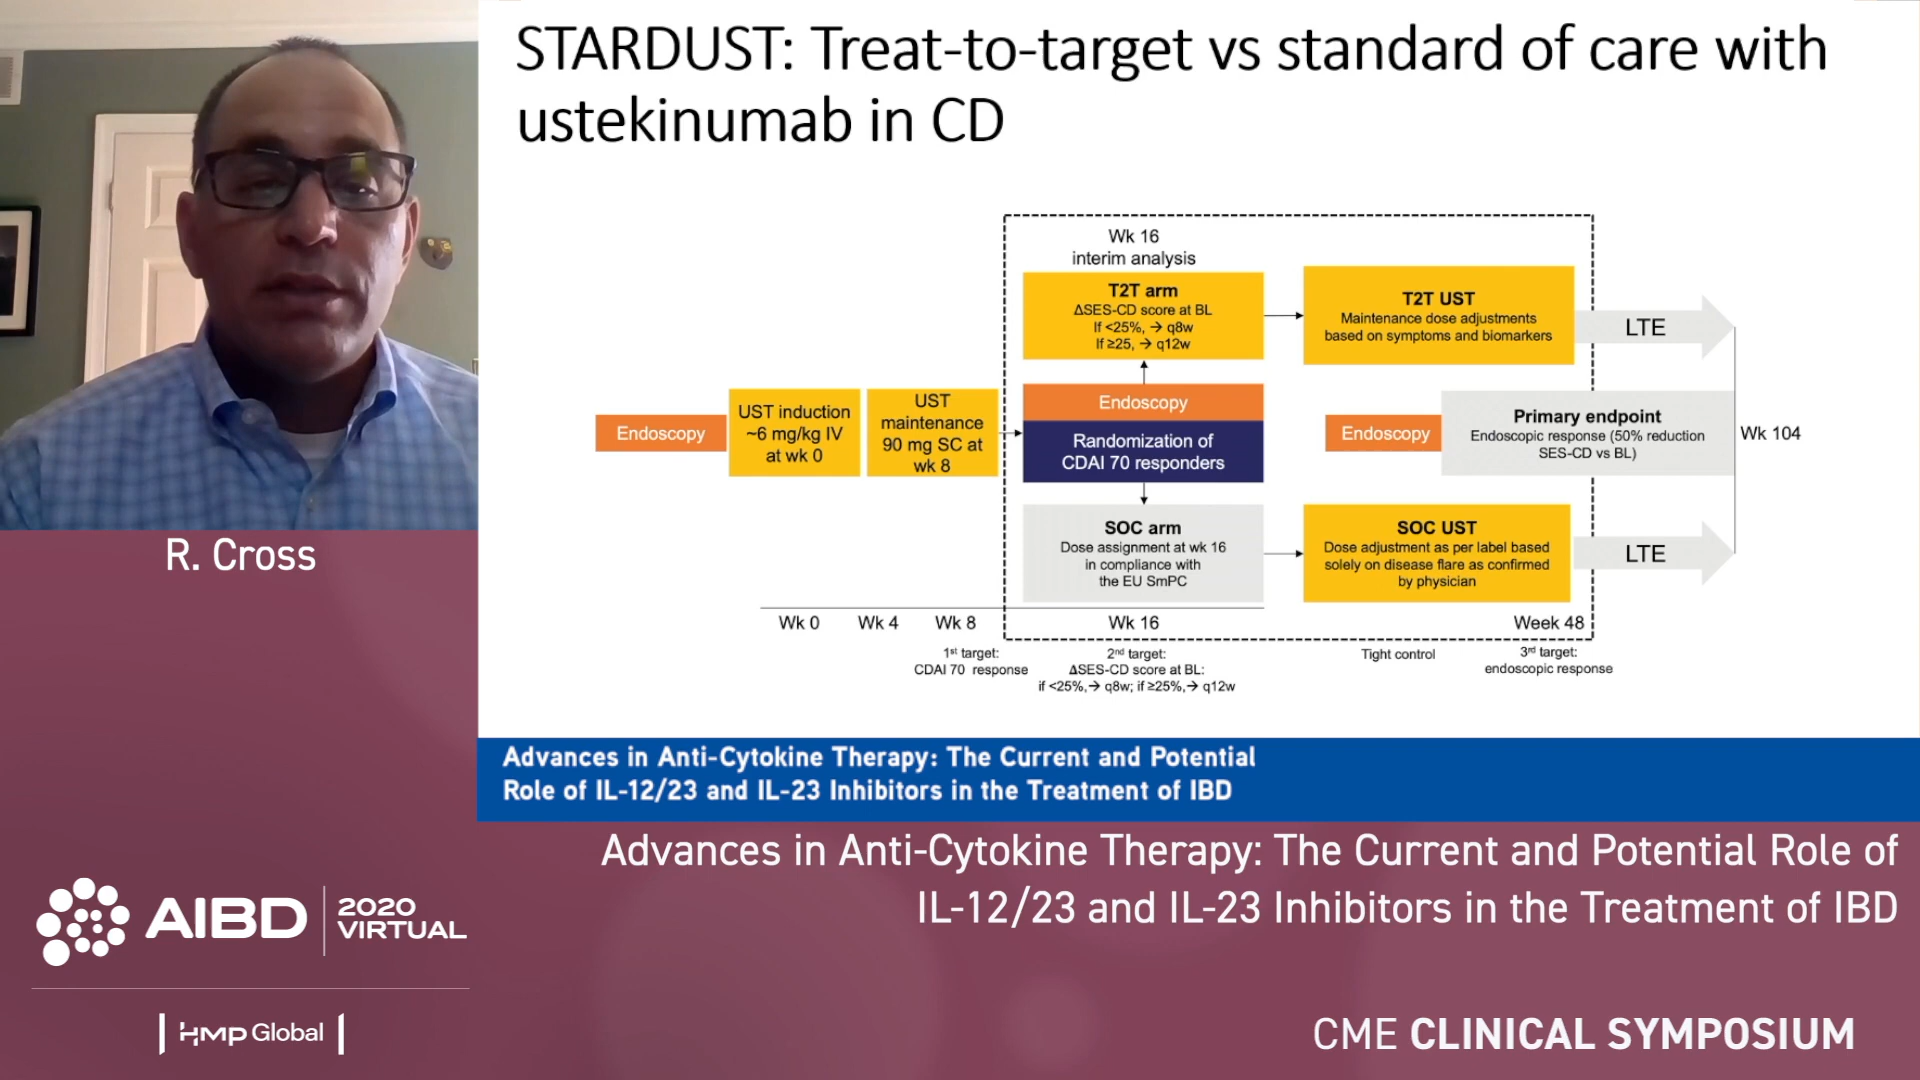 STARDUST: Treat-to-target vs standard of care with
ustekinumab in CD
Wk 16
interim analysis
T2T arm
ΔSES-CD score at BL
If <25%, → q8w
If ≥25, → q12w
T2T UST
Maintenance dose adjustments
based on symptoms and biomarkers
LTE
Endoscopy
UST induction
~6 mg/kg IV
at wk 0
UST
maintenance
90 mg SC at
wk 8
Endoscopy
Randomization of
CDAI 70 responders
Endoscopy
Primary endpoint
Endoscopic response (50% reduction
SES-CD vs BL)
Wk 104
SOC arm
Dose assignment at wk 16
in compliance with
the EU SmPC
SOC UST
Dose adjustment as per label based
solely on disease flare as confirmed
by physician
LTE
Wk 0
Wk 4
Wk 8
Wk 16
Week 48
1st target:
CDAI 70 response
2nd target:
ΔSES-CD score at BL:
if <25%,→ q8w; if ≥25%,→ q12w
Tight control
3rd target:
endoscopic response
R. Cross
Advances in Anti-Cytokine Therapy: The Current and Potential
Role of IL-12/23 and IL-23 Inhibitors in the Treatment of IBD
Advances in Anti-Cytokine Therapy: The Current and Potential Role of
IL-12/23 and IL-23 Inhibitors in the Treatment of IBD
AIBD
2020
VIRTUAL
HMP Global
CME CLINICAL SYMPOSIUM